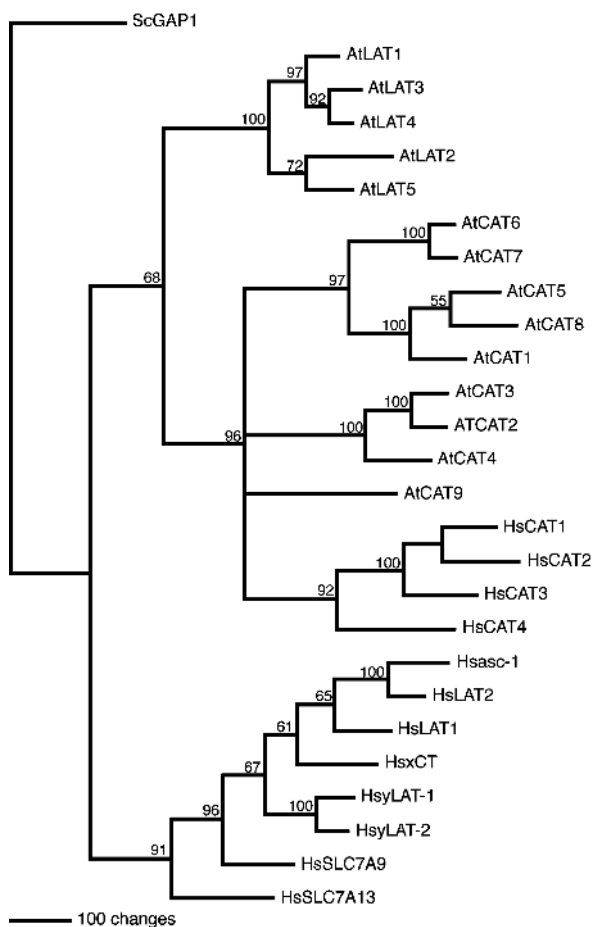 ScGAP1
AtLAT1
97
AtLAT3
92
AtLAT4
100
AtLAT2
72
AtLAT5
AtCAT6
100
AtCAT7
68
97
AtCAT5
55
AtCAT8
100
AtCAT1
AtCAT3
100
ATCAT2
100
96
AtCAT4
AtCAT9
HsCAT1
HsCAT2
100
HsCAT3
92
HsCAT4
Hsasc-1
100
HsLAT2
65
HsLAT1
61
HsxCT
67
HsyLAT-1
100
96
HsyLAT-2
91
HsSLC7A9
HsSLC7A13
100 changes